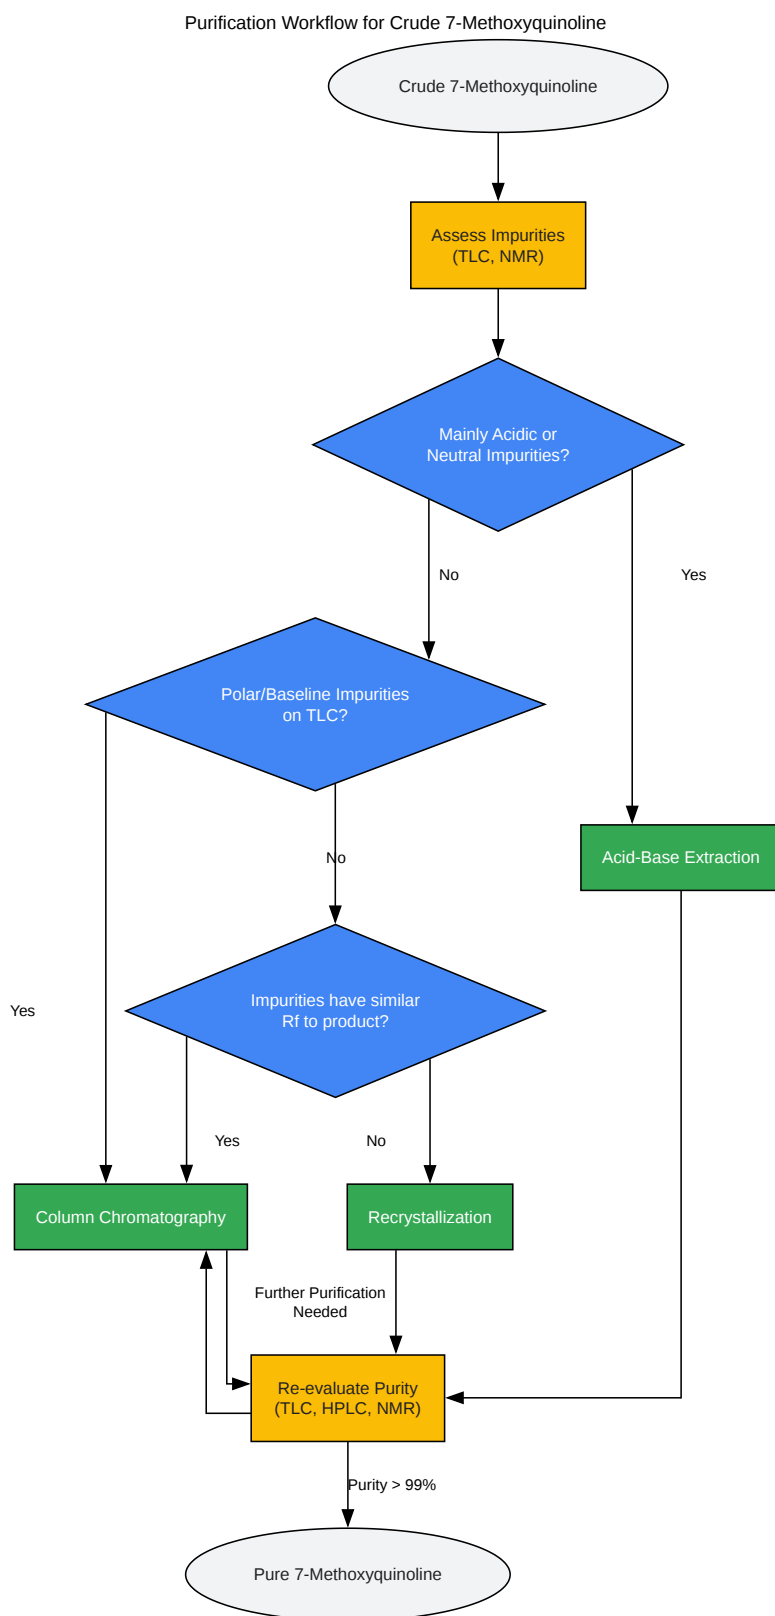 Purification Workflow for Crude 7-Methoxyquinoline
Crude 7-Methoxyquinoline
Assess Impurities
(TLC, NMR)
Mainly Acidic or
Neutral Impurities?
No
Yes
Polar/Baseline Impurities
on TLC?
No
Acid-Base Extraction
Impurities have similar
Rf to product?
Yes
Yes
No
Column Chromatography
Recrystallization
Further Purification
Needed
Re-evaluate Purity
(TLC, HPLC, NMR)
Purity > 99%
Pure 7-Methoxyquinoline